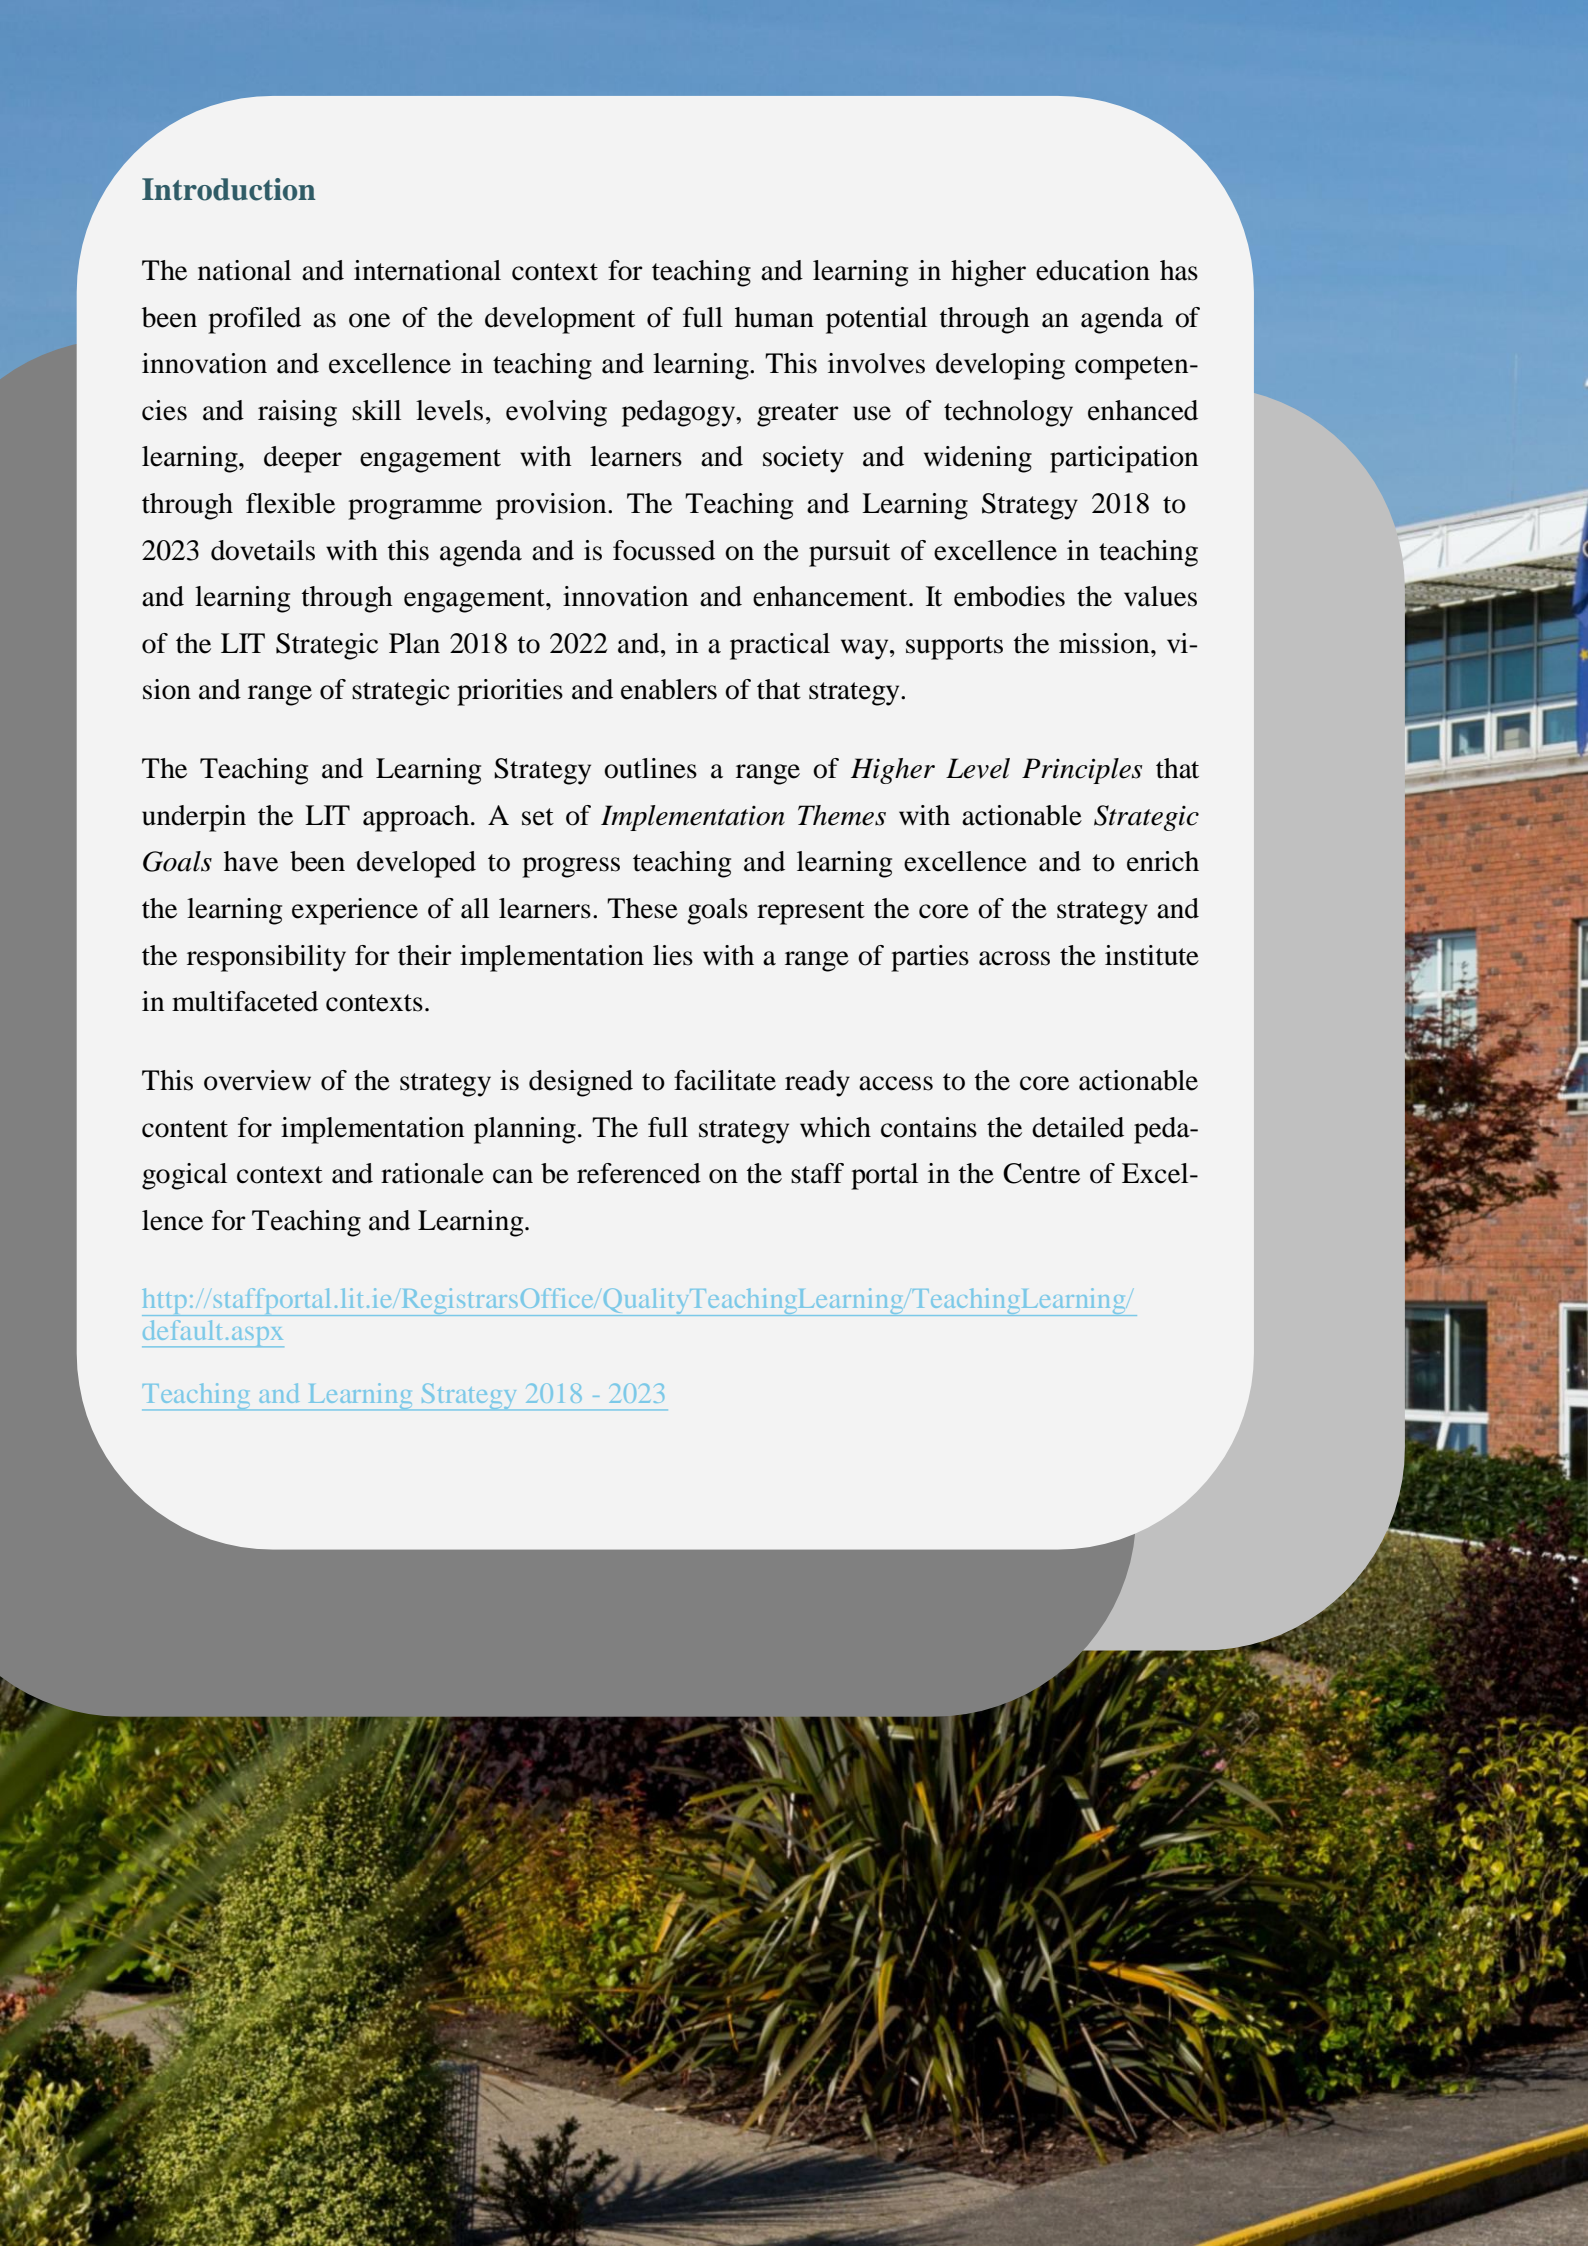 Introduction
The national and international context for teaching and learning in higher education has
been profiled as one of the development of full human potential through an agenda of
innovation and excellence in teaching and learning. This involves developing competen-
cies and raising skill levels, evolving pedagogy, greater use of technology enhanced
learning, deeper engagement with learners and society and widening participation
through flexible programme provision. The Teaching and Learning Strategy 2018 to
2023 dovetails with this agenda and is focussed on the pursuit of excellence in teaching
and learning through engagement, innovation and enhancement. It embodies the values
of the LIT Strategic Plan 2018 to 2022 and, in a practical way, supports the mission, vi-
sion and range of strategic priorities and enablers of that strategy.
The Teaching and Learning Strategy outlines a range of Higher Level Principles that
underpin the LIT approach. A set of Implementation Themes with actionable Strategic
Goals have been developed to progress teaching and learning excellence and to enrich
the learning experience of all learners. These goals represent the core of the strategy and
the responsibility for their implementation lies with a range of parties across the institute
in multifaceted contexts.
This overview of the strategy is designed to facilitate ready access to the core actionable
content for implementation planning. The full strategy which contains the detailed peda-
gogical context and rationale can be referenced on the staff portal in the Centre of Excel-
lence for Teaching and Learning.
http://staffportal.lit.ie/RegistrarsOffice/QualityTeachingLearning/TeachingLearning/
default.aspx
Teaching and Learning Strategy 2018 - 2023